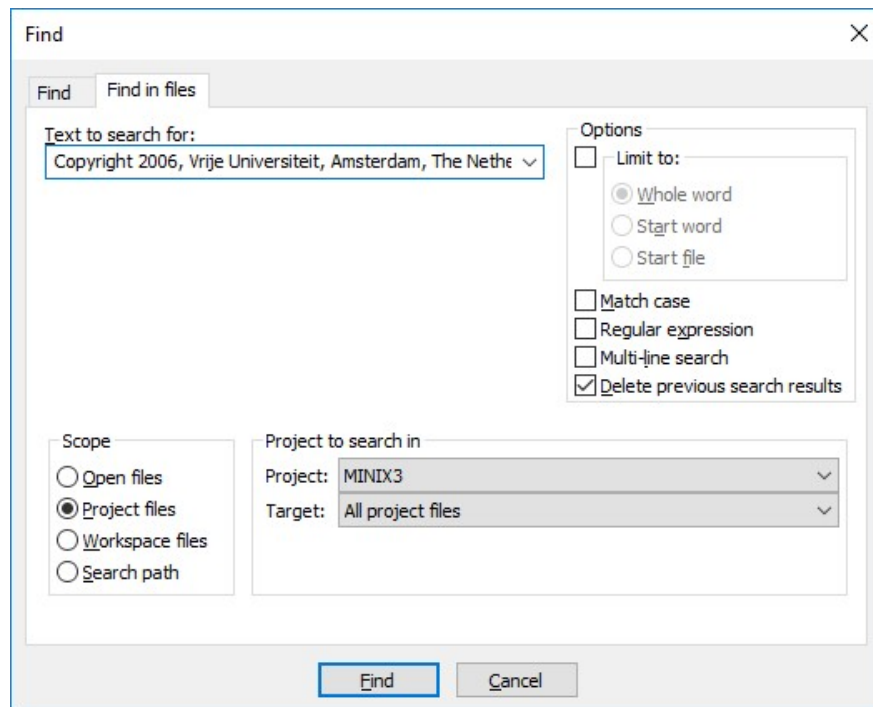 Find
Find Find in files
Text to search for:
Copyright 2006, Vrije Universiteit, Amsterdam, The Nethe
Options
Limit to:
Whole word
Start word
Start file
Match case
Regular expression
Multi-line search
Delete previous search results
Scope
Open files
Project files
Workspace files
Search path
Project to search in
Project: MINIX3
Target: All project files
Find Cancel